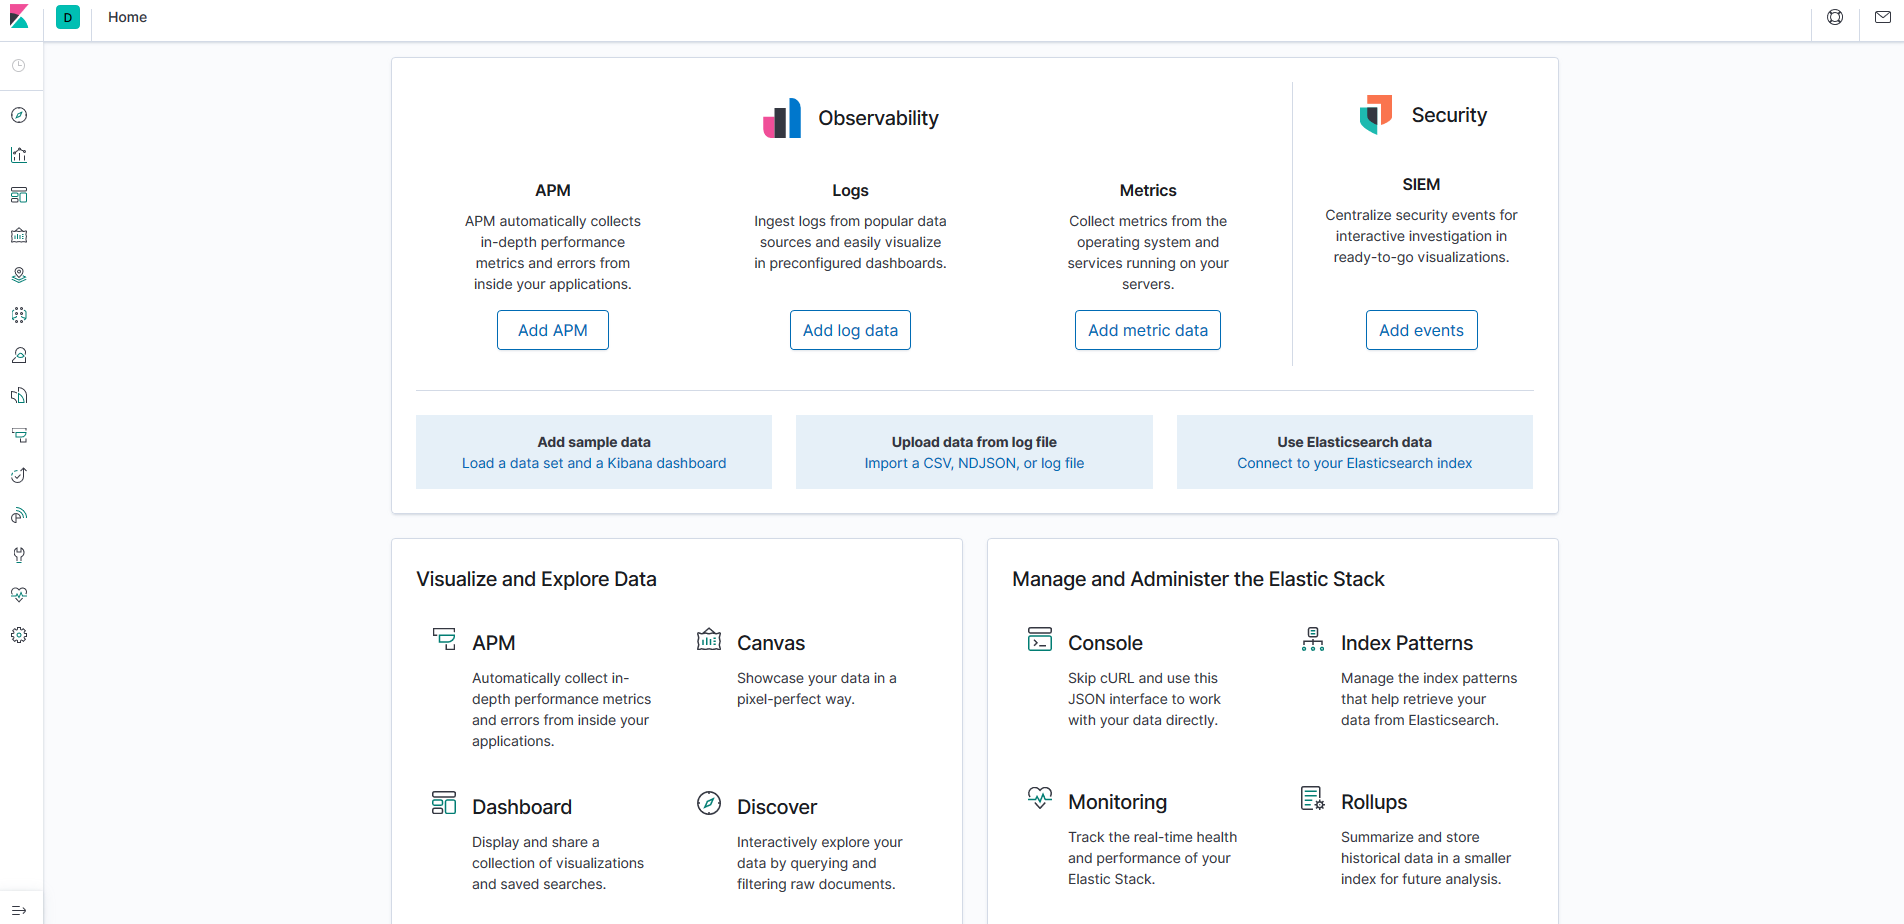 D
Home
Observability
Security
APM
APM automatically collects
in-depth performance
metrics and errors from
inside your applications.
Add APM
Logs
Ingest logs from popular data
sources and easily visualize
in preconfigured dashboards.
Add log data
Metrics
Collect metrics from the
operating system and
services running on your
servers.
Add metric data
SIEM
Centralize security events for
interactive investigation in
ready-to-go visualizations.
Add events
Add sample data
Load a data set and a Kibana dashboard
Upload data from log file
Import a CSV, NDJSON, or log file
Use Elasticsearch data
Connect to your Elasticsearch index
Visualize and Explore Data
APM
Automatically collect in-
depth performance metrics
and errors from inside your
applications.
Canvas
Showcase your data in a
pixel-perfect way.
Dashboard
Display and share a
collection of visualizations
and saved searches.
Discover
Interactively explore your
data by querying and
filtering raw documents.
Manage and Administer the Elastic Stack
Console
Skip cURL and use this
JSON interface to work
with your data directly.
Index Patterns
Manage the index patterns
that help retrieve your
data from Elasticsearch.
Monitoring
Track the real-time health
and performance of your
Elastic Stack.
Rollups
Summarize and store
historical data in a smaller
index for future analysis.